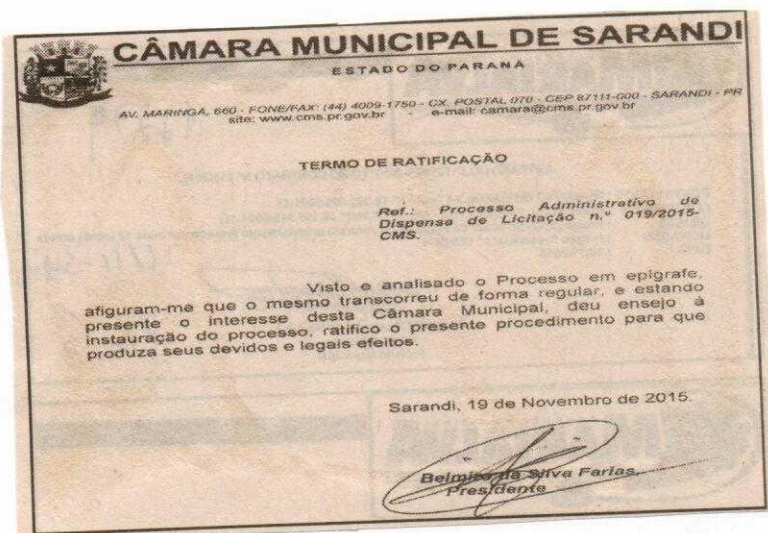 CÂMARA MUNICIPAL DE SARANDI
ESTADO DO PARANÁ
AV. MARINGÁ, 660 - FONE/FAX: (44) 4009-1750 - CX. POSTAL 070 - CEP 87111-000 - SARANDI - PR
site: www.cms.pr.gov.br - e-mail: camara@cms.pr.gov.br
TERMO DE RATIFICAÇÃO
Ref.: Processo Administrativo de
Dispensa de Licitação n.º 019/2015-
CMS.
Visto e analisado o Processo em epígrafe,
afiguram-me que o mesmo transcorreu de forma regular, e estando
presente o interesse desta Câmara Municipal, deu ensejo à
instauração do processo, ratifico o presente procedimento para que
produza seus devidos e legais efeitos.
Sarandi, 19 de Novembro de 2015.
Belmiro da Silva Farias,
Presidente